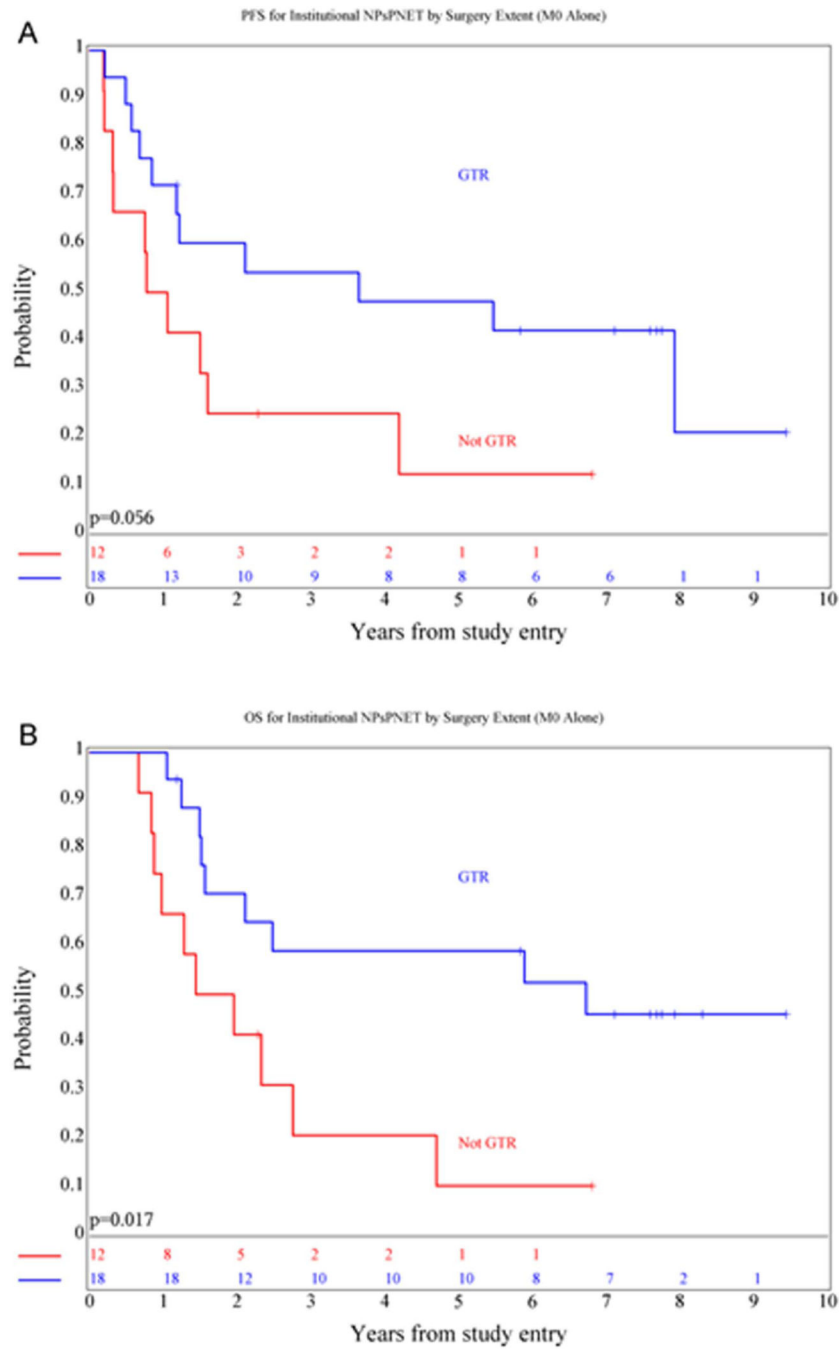 A
PFS for Institutional NPsPNET by Surgery Extent (M0 Alone)
1
0.9
0.8
0.7
0.6
0.5
0.4
0.3
0.2
0.1
0
Probability
GTR
Not GTR
p=0.056
12 6 3 2 2 1 1
18 13 10 9 8 8 6 6 1 1
0 1 2 3 4 5 6 7 8 9 10
Years from study entry
B
OS for Institutional NPsPNET by Surgery Extent (M0 Alone)
1
0.9
0.8
0.7
0.6
0.5
0.4
0.3
0.2
0.1
0
Probability
GTR
Not GTR
p=0.017
12 8 5 2 2 1 1
18 18 12 10 10 10 8 7 2 1
0 1 2 3 4 5 6 7 8 9 10
Years from study entry